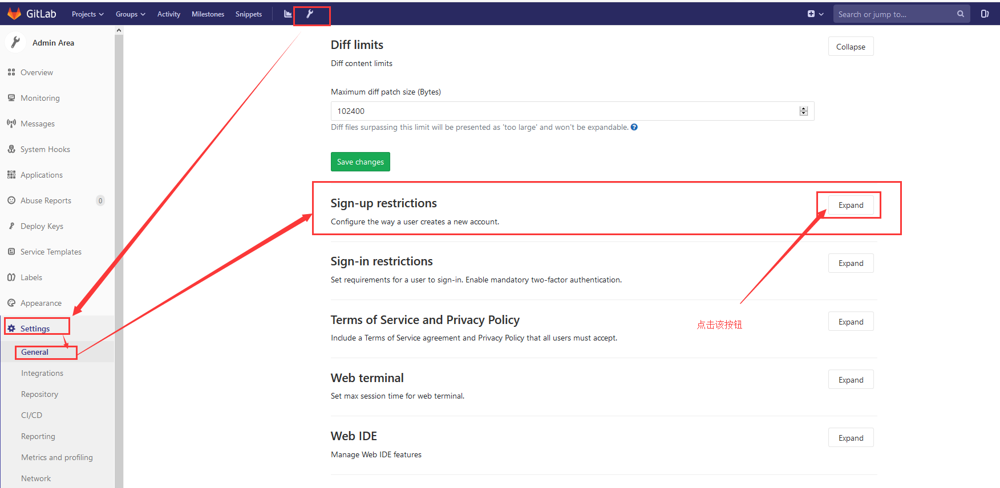 GitLab Projects Groups Activity Milestones Snippets Search or jump to...
Admin Area
Overview
Monitoring
Messages
System Hooks
Applications
Abuse Reports 0
Deploy Keys
Service Templates
Labels
Appearance
Settings
General
Integrations
Repository
CI/CD
Reporting
Metrics and profiling
Network
Diff limits
Collapse
Diff content limits
Maximum diff patch size (Bytes)
102400
Diff files surpassing this limit will be presented as 'too large' and won't be expandable.
Save changes
Sign-up restrictions
Expand
Configure the way a user creates a new account.
Sign-in restrictions
Expand
Set requirements for a user to sign-in. Enable mandatory two-factor authentication.
点击该按钮
Terms of Service and Privacy Policy
Expand
Include a Terms of Service agreement and Privacy Policy that all users must accept.
Web terminal
Expand
Set max session time for web terminal.
Web IDE
Expand
Manage Web IDE features